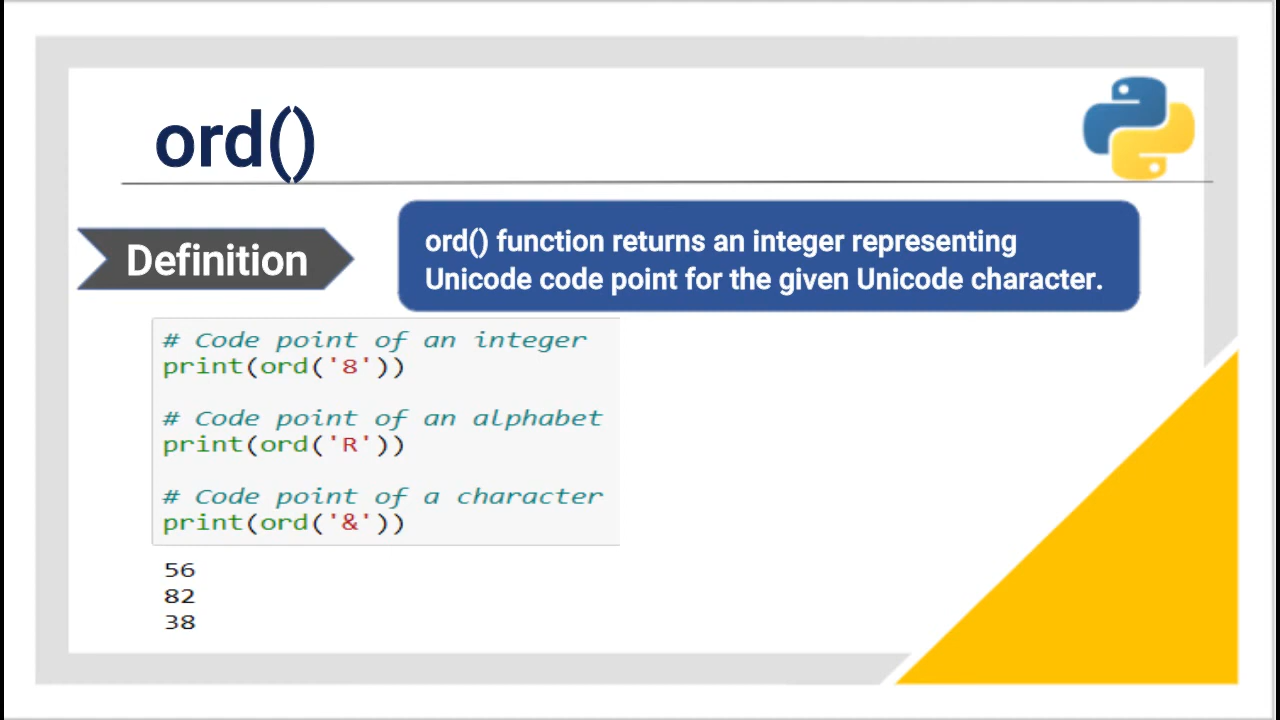 ord()
Definition
ord() function returns an integer representing
Unicode code point for the given Unicode character.
# Code point of an integer
print(ord('8'))
# Code point of an alphabet
print(ord('R'))
# Code point of a character
print(ord('&'))
56
82
38